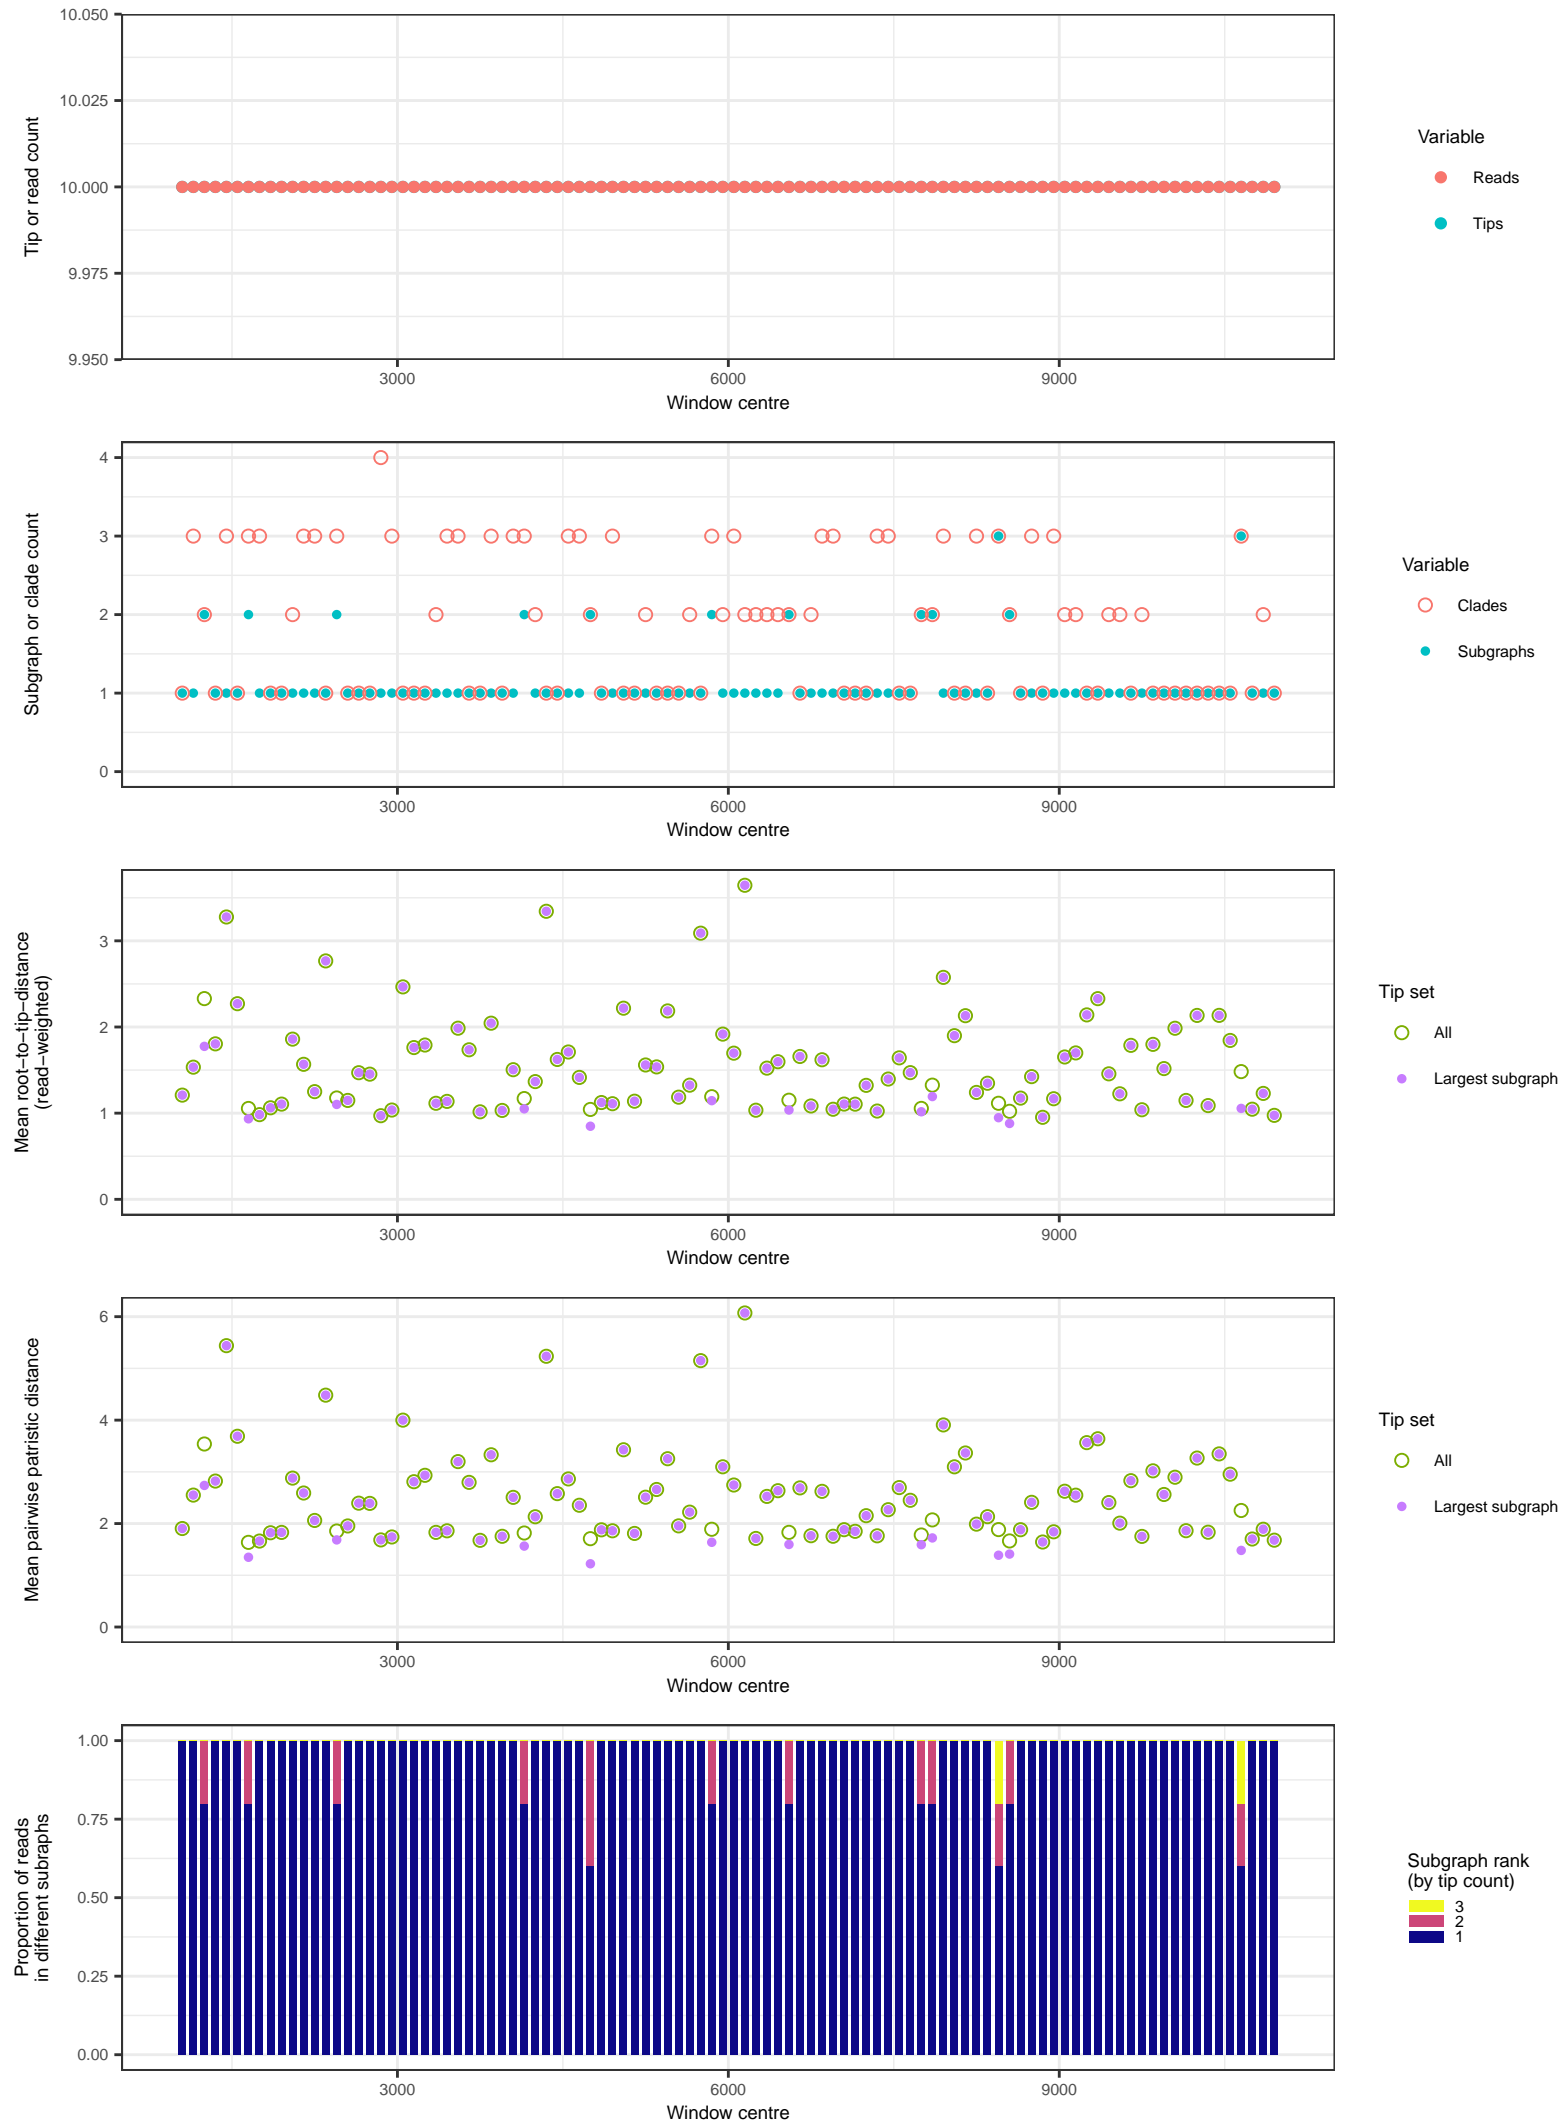 10.050
10.025
10.000
9.975
9.950
Tip or read count
3000 6000 9000
Window centre
Variable
Reads
Tips
4
3
2
1
0
Subgraph or clade count
3000 6000 9000
Window centre
Variable
Clades
Subgraphs
3
2
1
0
Mean root−to−tip−distance
(read−weighted)
3000 6000 9000
Window centre
Tip set
All
Largest subgraph
6
4
2
0
Mean pairwise patristic distance
3000 6000 9000
Window centre
Tip set
All
Largest subgraph
1.00
0.75
0.50
0.25
0.00
Proportion of reads
in different subraphs
3000 6000 9000
Window centre
Subgraph rank
(by tip count)
3
2
1